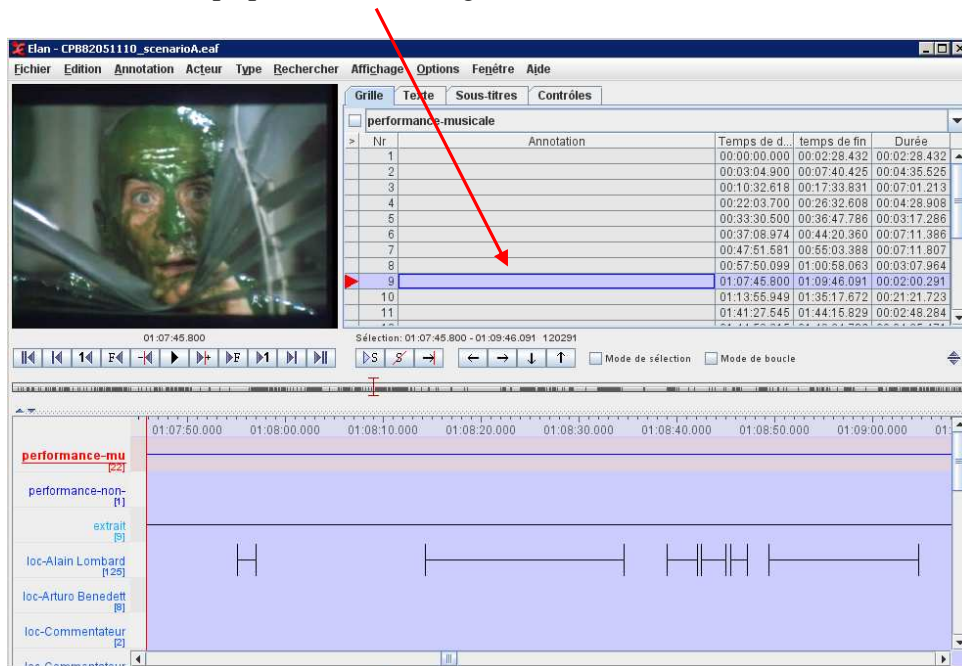 Elan - CPB82051110_scenarioA.eaf
Fichier Edition Annotation Acteur Type Rechercher Affichage Options Fenétre Aide
Grille Texte Sous-titres Contrôles
performance-musicale
> Nr Annotation Temps de d... temps de fin Durée
1 00:00:00.000 00:02:28.432 00:02:28.432
2 00:03:04.900 00:07:40.425 00:04:35.525
3 00:10:32.618 00:17:33.831 00:07:01.213
4 00:22:03.700 00:26:32.608 00:04:28.908
5 00:33:30.500 00:36:47.786 00:03:17.286
6 00:37:08.974 00:44:20.360 00:07:11.386
7 00:47:51.581 00:55:03.388 00:07:11.807
8 00:57:50.099 01:00:58.063 00:03:07.964
9 01:07:45.800 01:09:46.091 00:02:00.291
10 01:13:55.949 01:35:17.672 00:21:21.723
11 01:41:27.545 01:44:15.829 00:02:48.284
01:07:45.800
Sélection: 01:07:45.800 - 01:09:46.091 120291
1 F + F 1 S S Mode de sélection Mode de boucle
01:07:50.000 01:08:00.000 01:08:10.000 01:08:20.000 01:08:30.000 01:08:40.000 01:08:50.000 01:09:00.000 01:
performance-mu
[22]
performance-non-
[1]
extrait
[9]
loc-Alain Lombard
[125]
loc-Arturo Benedett
[8]
loc-Commentateur
[2]